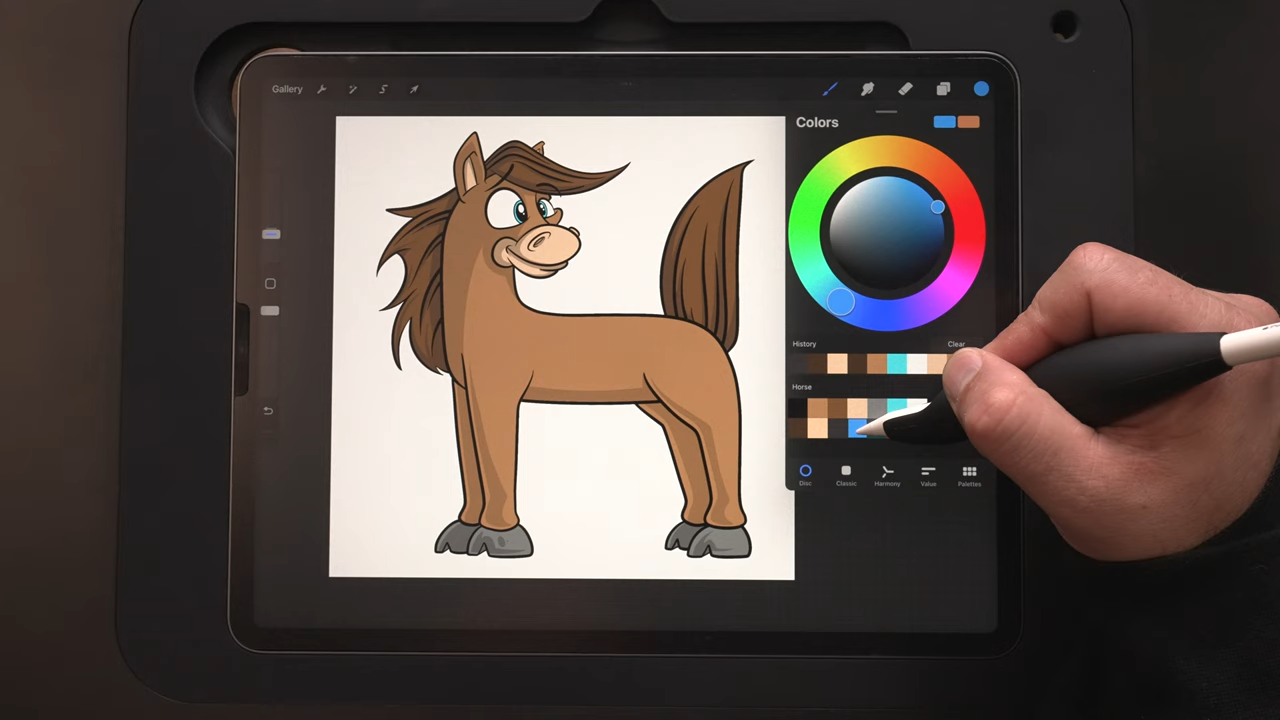 Gallery
Colors
History Clear
Horse
Disc Classic Harmony Value Palettes